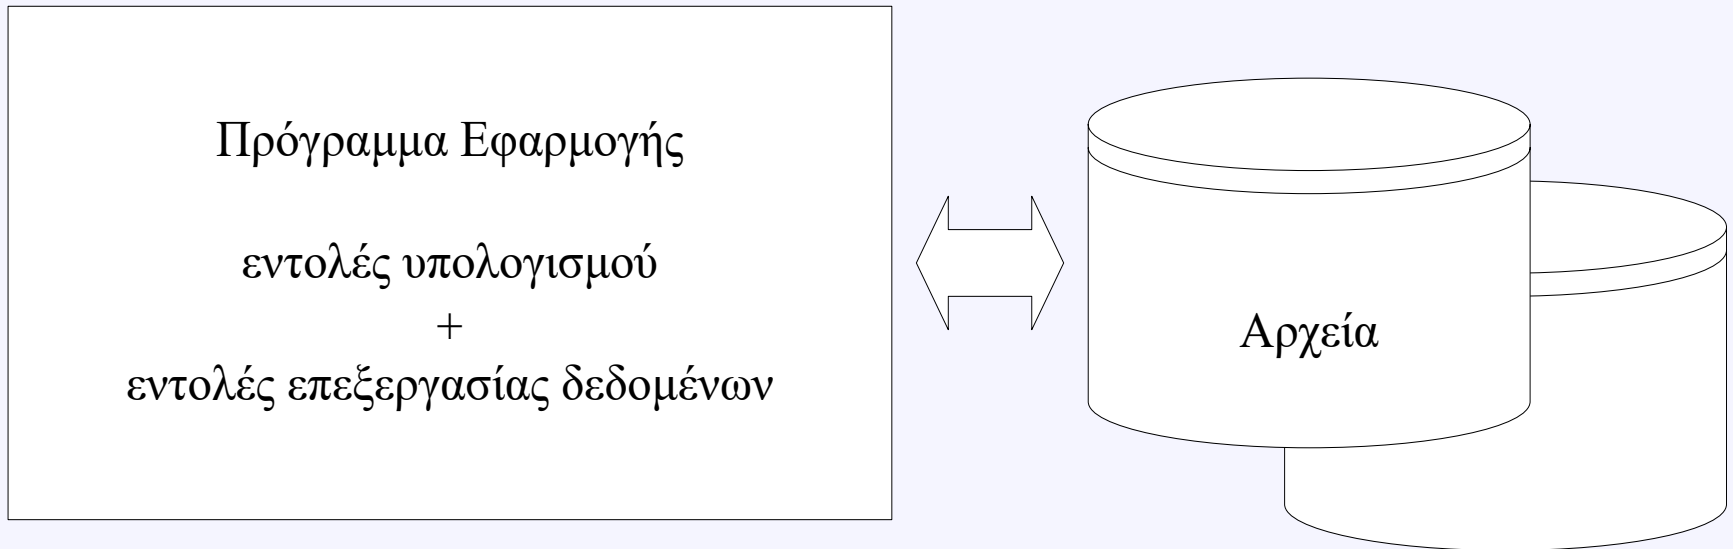 Πρόγραμμα Εφαρμογής
εντολές υπολογισμού
+
εντολές επεξεργασίας δεδομένων
Αρχεία